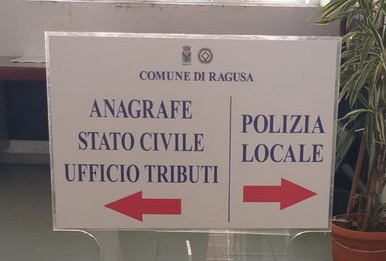 COMUNE DI RAGUSA
ANAGRAFE
STATO CIVILE
UFFICIO TRIBUTI
POLIZIA
LOCALE